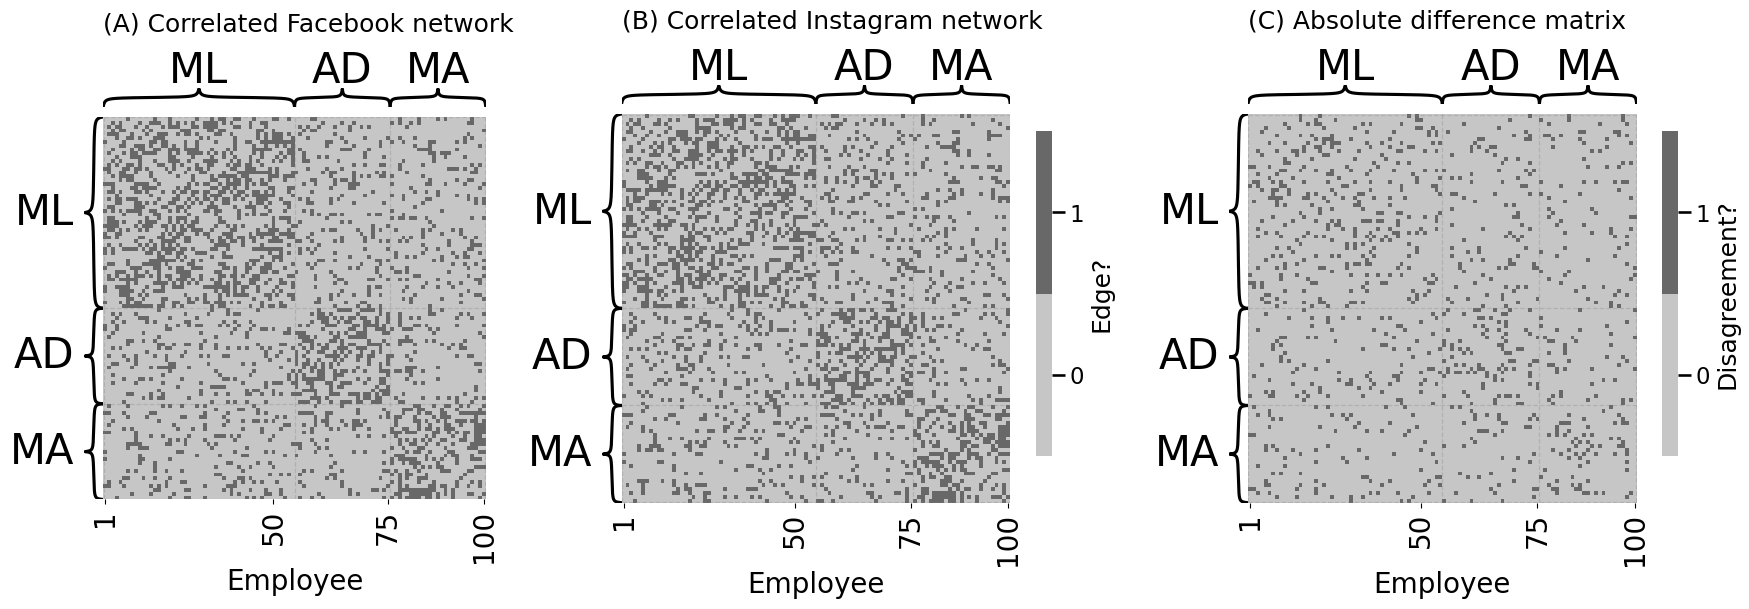 (A) Correlated Facebook network
ML AD MA
ML
AD
MA
1 50 75 100
Employee
(B) Correlated Instagram network
ML AD MA
ML
AD
MA
1 50 75 100
Employee
1
0
Edge?
(C) Absolute difference matrix
ML AD MA
ML
AD
MA
1 50 75 100
Employee
1
0
Disagreement?